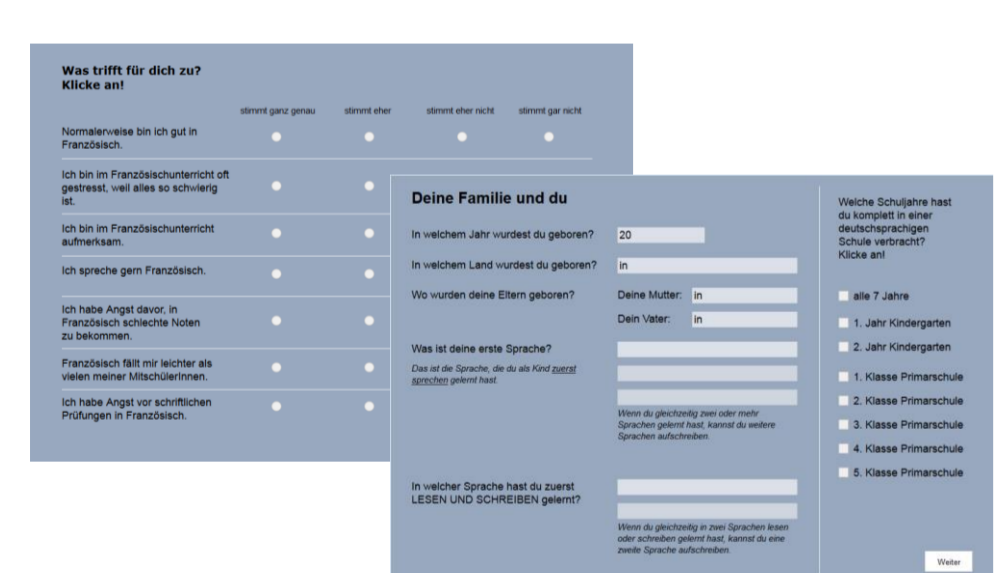 Was trifft für dich zu?
Klicke an!
stimmt ganz genau stimmt eher stimmt eher nicht stimmt gar nicht
Normalerweise bin ich gut in
Französisch.
Ich bin im Französischunterricht oft
gestresst, weil alles so schwierig
ist.
Ich bin im Französischunterricht
aufmerksam.
Ich spreche gern Französisch.
Ich habe Angst davor, in
Französisch schlechte Noten
zu bekommen.
Französisch fällt mir leichter als
vielen meiner MitschülerInnen.
Ich habe Angst vor schriftlichen
Prüfungen in Französisch.
Deine Familie und du
In welchem Jahr wurdest du geboren? 20
In welchem Land wurdest du geboren? in
Wo wurden deine Eltern geboren? Deine Mutter: in
Dein Vater: in
Was ist deine erste Sprache?
Das ist die Sprache, die du als Kind zuerst
sprechen gelernt hast.
Wenn du gleichzeitig zwei oder mehr
Sprachen gelernt hast, kannst du weitere
Sprachen aufschreiben.
In welcher Sprache hast du zuerst
LESEN UND SCHREIBEN gelernt?
Wenn du gleichzeitig in zwei Sprachen lesen
oder schreiben gelernt hast, kannst du eine
zweite Sprache aufschreiben.
Welche Schuljahre hast
du komplett in einer
deutschsprachigen
Schule verbracht?
Klicke an!
alle 7 Jahre
1. Jahr Kindergarten
2. Jahr Kindergarten
1. Klasse Primarschule
2. Klasse Primarschule
3. Klasse Primarschule
4. Klasse Primarschule
5. Klasse Primarschule
Weiter